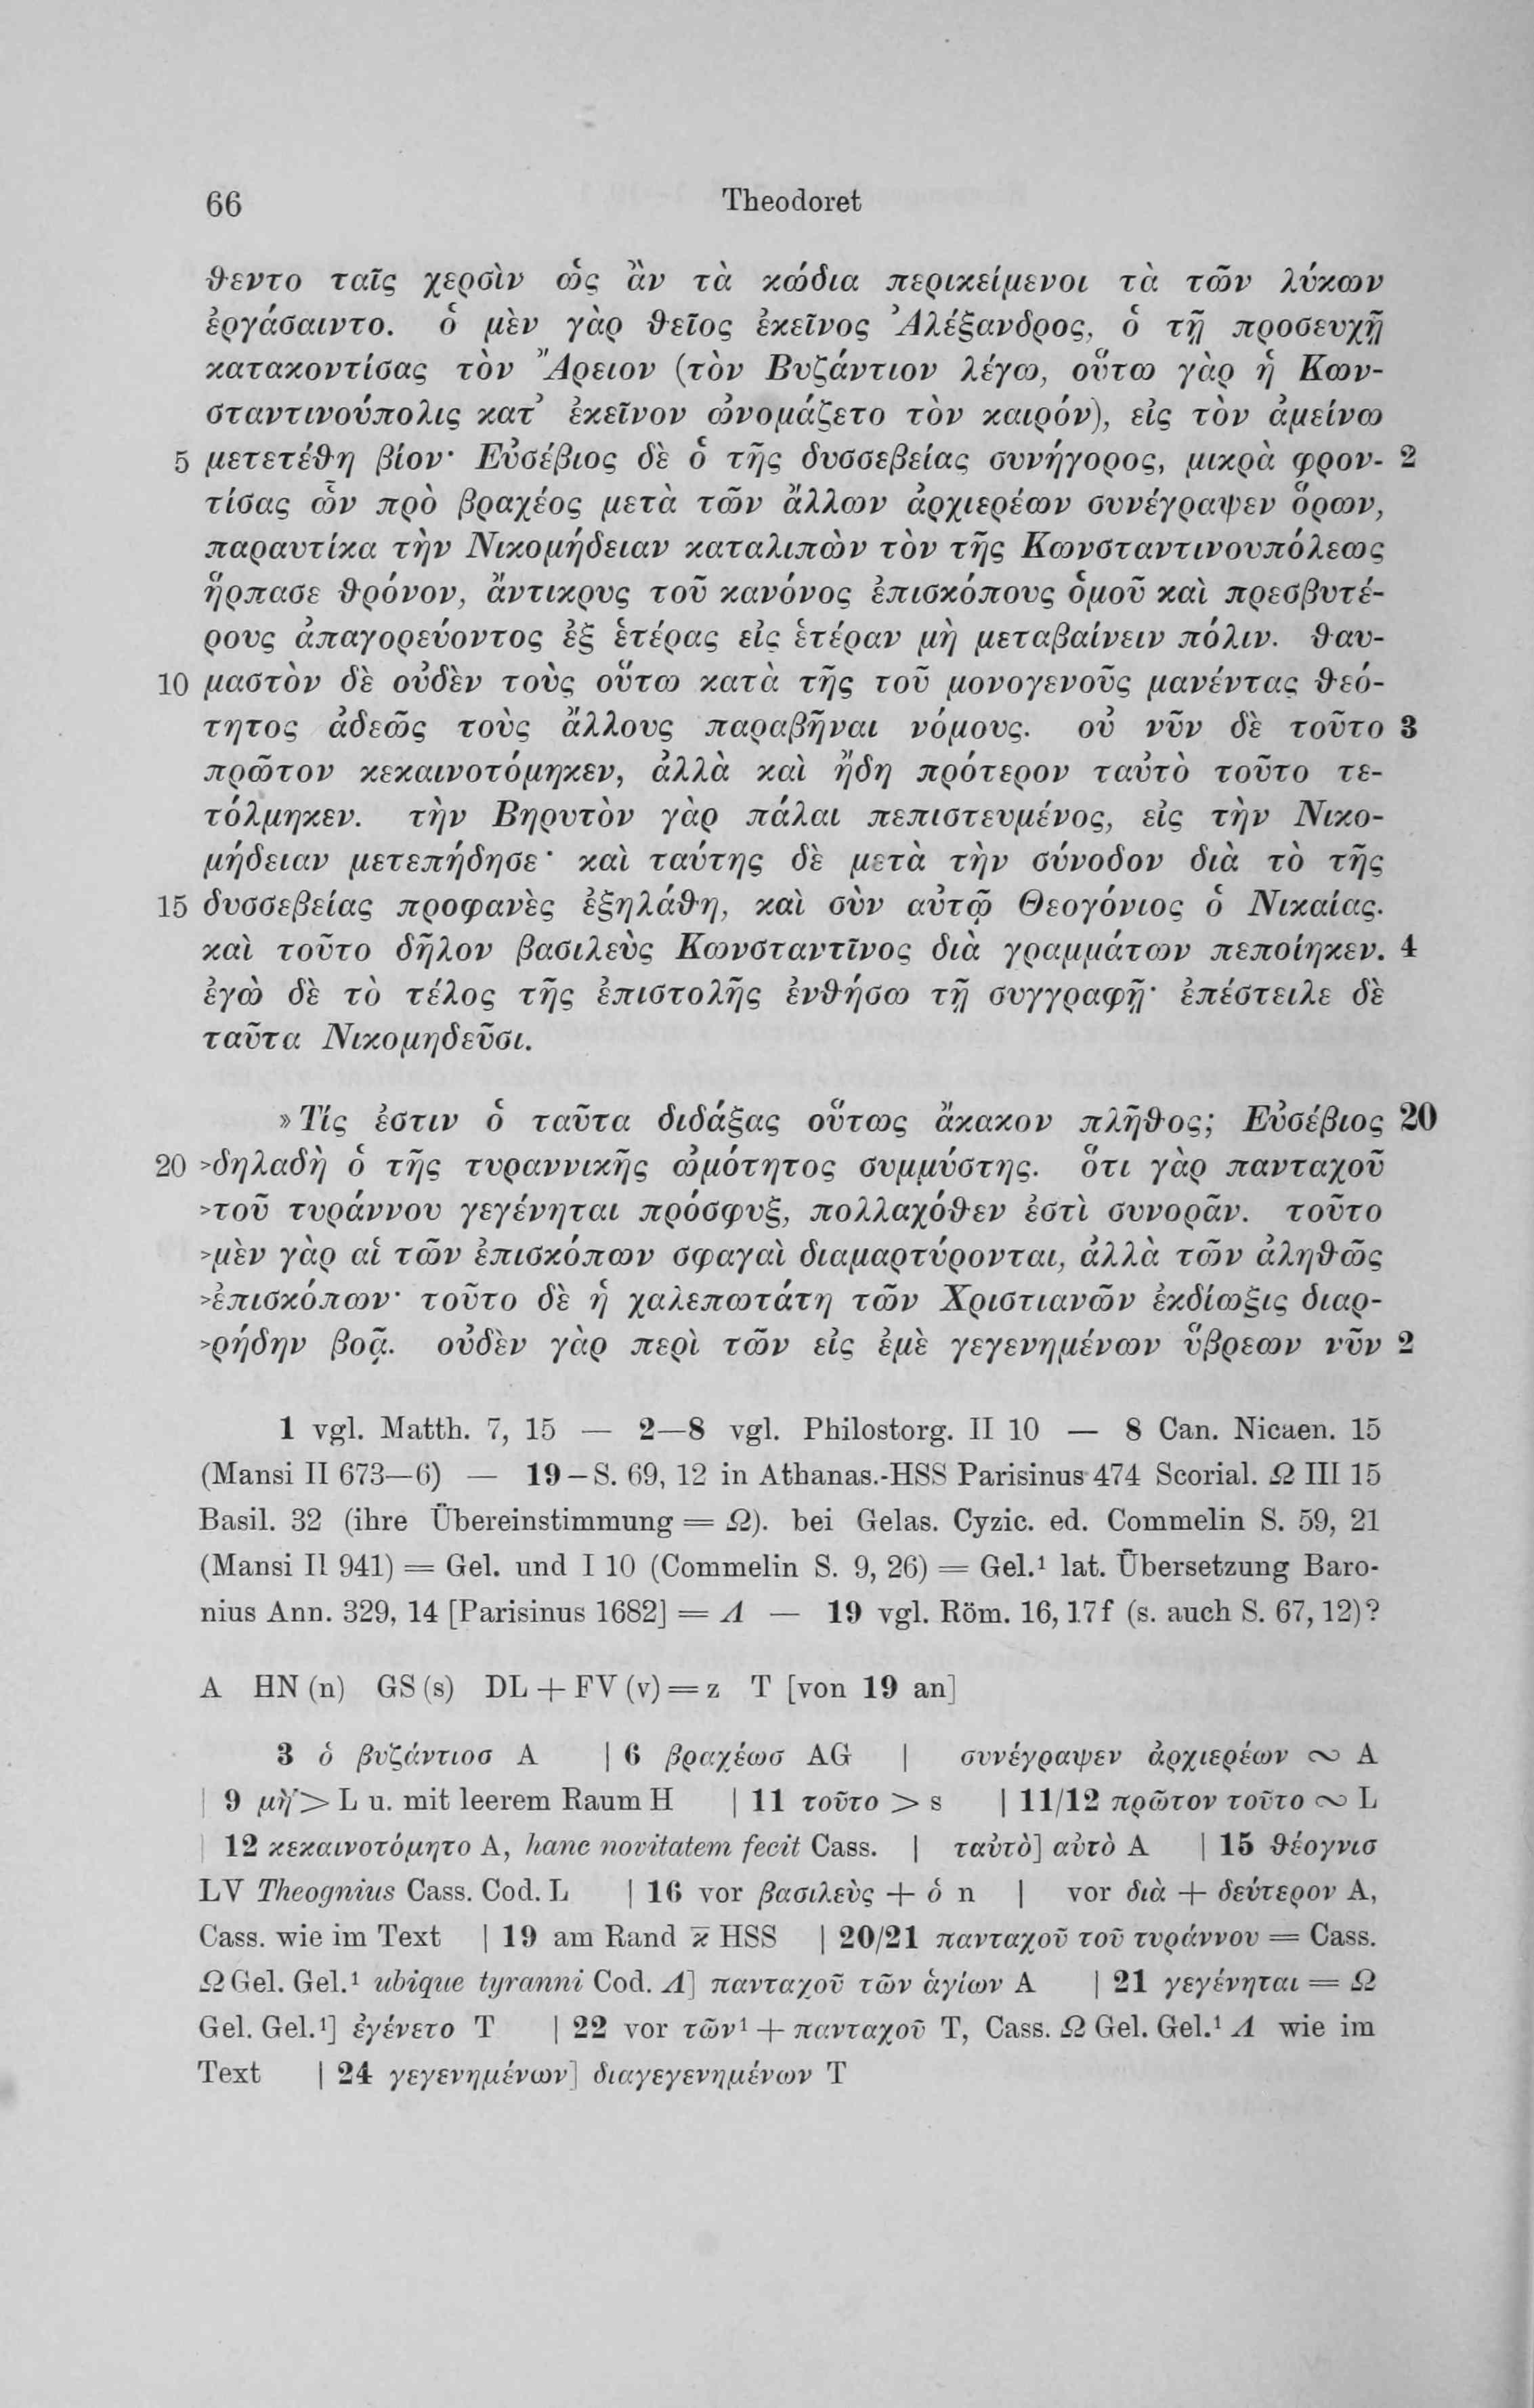 66 Theodoret
θεντο ταῖς χερσὶν ὡς ἂν τὰ κώδια περικείμενοι τὰ τῶν λύκων
ἐργάσαιντο. ὁ μὲν γὰρ θεῖος ἐκεῖνος Ἀλέξανδρος, ὁ τῇ προσευχῇ
κατακοντίσας τὸν Ἄρειον (τὸν Βυζάντιον λέγω, οὕτω γὰρ ἡ Κων-
σταντινούπολις κατ’ ἐκεῖνον ὠνομάζετο τὸν καιρόν), εἰς τὸν ἀμείνω
5 μετετέθη βίον· Εὐσέβιος δὲ ὁ τῆς δυσσεβείας συνήγορος, μικρὰ φρον- 2
τίσας ὧν πρὸ βραχέος μετὰ τῶν ἄλλων ἀρχιερέων συνέγραψεν ὅρων,
παραυτίκα τὴν Νικομήδειαν καταλιπὼν τὸν τῆς Κωνσταντινουπόλεως
ἥρπασε θρόνον, ἄντικρυς τοῦ κανόνος ἐπισκόπους ὁμοῦ καὶ πρεσβυτέ-
ρους ἀπαγορεύοντος ἐξ ἑτέρας εἰς ἑτέραν μὴ μεταβαίνειν πόλιν. θαυ-
10 μαστὸν δὲ οὐδὲν τοὺς οὕτω κατὰ τῆς τοῦ μονογενοῦς μανέντας θεό-
τητος ἀδεῶς τοὺς ἄλλους παραβῆναι νόμους. οὐ νῦν δὲ τοῦτο 3
πρῶτον κεκαινοτόμηκεν, ἀλλὰ καὶ ἤδη πρότερον ταὐτὸ τοῦτο τε-
τόλμηκεν. τὴν Βηρυτὸν γὰρ πάλαι πεπιστευμένος, εἰς τὴν Νικο-
μήδειαν μετεπήδησε· καὶ ταύτης δὲ μετὰ τὴν σύνοδον διὰ τὸ τῆς
15 δυσσεβείας προφανὲς ἐξηλάθη, καὶ σὺν αὐτῷ Θεογόνιος ὁ Νικαίας.
καὶ τοῦτο δῆλον βασιλεὺς Κωνσταντῖνος διὰ γραμμάτων πεποίηκεν. 4
ἐγὼ δὲ τὸ τέλος τῆς ἐπιστολῆς ἐνθήσω τῇ συγγραφῇ· ἐπέστειλε δὲ
ταῦτα Νικομηδεῦσι.
»Τίς ἐστιν ὁ ταῦτα διδάξας οὕτως ἄκακον πλῆθος; Εὐσέβιος 20
20 >δηλαδὴ ὁ τῆς τυραννικῆς ὠμότητος συμμύστης. ὅτι γὰρ πανταχοῦ
>τοῦ τυράννου γεγένηται πρόσφυξ, πολλαχόθεν ἐστὶ συνορᾶν. τοῦτο
>μὲν γὰρ αἱ τῶν ἐπισκόπων σφαγαὶ διαμαρτύρονται, ἀλλὰ τῶν ἀληθῶς
>ἐπισκόπων· τοῦτο δὲ ἡ χαλεπωτάτη τῶν Χριστιανῶν ἐκδίωξις διαρ-
>ρήδην βοᾷ. οὐδὲν γὰρ περὶ τῶν εἰς ἐμὲ γεγενημένων ὕβρεων νῦν 2
1 vgl. Matth. 7, 15 — 2—8 vgl. Philostorg. II 10 — 8 Can. Nicaen. 15
(Mansi II 673—6) — 19–S. 69, 12 in Athanas.-HSS Parisinus 474 Scorial. Ω III 15
Basil. 32 (ihre Übereinstimmung = Ω). bei Gelas. Cyzic. ed. Commelin S. 59, 21
(Mansi II 941) = Gel. und I 10 (Commelin S. 9, 26) = Gel.¹ lat. Übersetzung Baro-
nius Ann. 329, 14 [Parisinus 1682] = Λ — 19 vgl. Röm. 16, 17f (s. auch S. 67, 12)?
A HN (n) GS (s) DL + FV (v) = z T [von 19 an]
3 ὁ βυζάντιοσ A | 6 βραχέωσ AG | συνέγραψεν ἀρχιερέων ∾ A
| 9 μὴ > L u. mit leerem Raum H | 11 τοῦτο > s | 11/12 πρῶτον τοῦτο ∾ L
| 12 κεκαινοτόμητο A, hanc novitatem fecit Cass. | ταὐτὸ] αὐτὸ A | 15 θέογνισ
LV Theognius Cass. Cod. L | 16 vor βασιλεὺς + ὁ n | vor διὰ + δεύτερον A,
Cass. wie im Text | 19 am Rand κ̅ HSS | 20/21 πανταχοῦ τοῦ τυράννου = Cass.
Ω Gel. Gel.¹ ubique tyranni Cod. Λ] πανταχοῦ τῶν ἁγίων A | 21 γεγένηται = Ω
Gel. Gel.¹] ἐγένετο T | 22 vor τῶν¹ + πανταχοῦ T, Cass. Ω Gel. Gel.¹ Λ wie im
Text | 24 γεγενημένων] διαγεγενημένων T